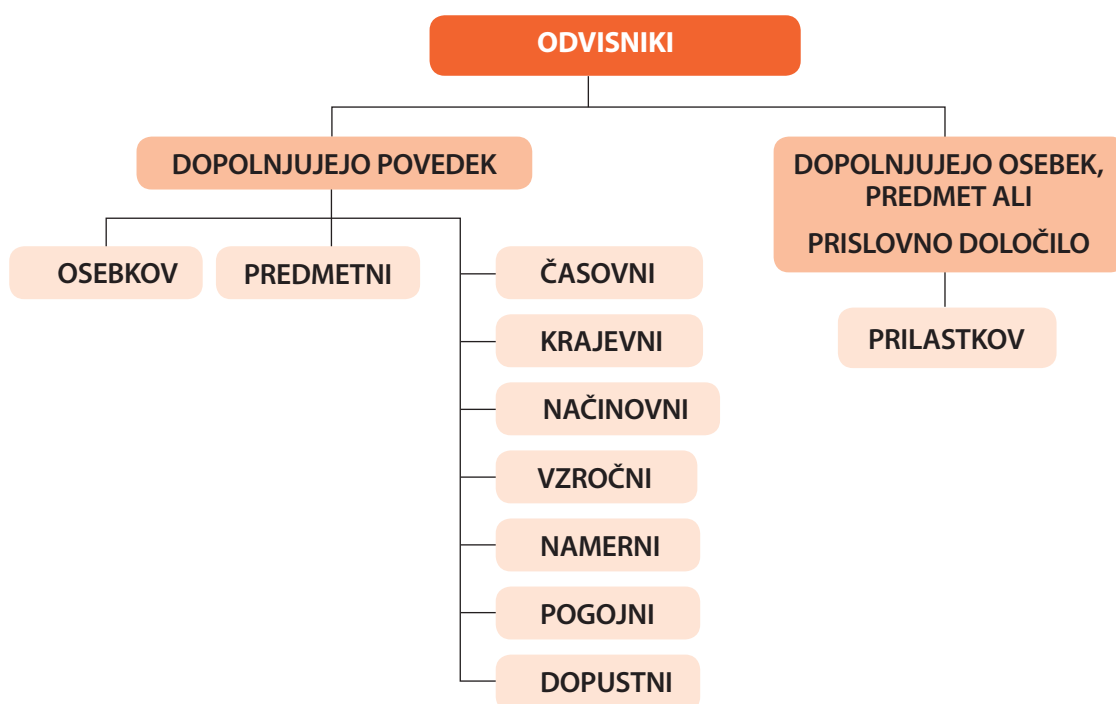 ODVISNIKI
DOPOLNJUJEJO POVEDEK
OSEBKOV
PREDMETNI
ČASOVNI
KRAJEVNI
NAČINOVNI
VZROČNI
NAMERNI
POGOJNI
DOPUSTNI
DOPOLNJUJEJO OSEBEK,
PREDMET ALI
PRISLOVNO DOLOČILO
PRILASTKOV